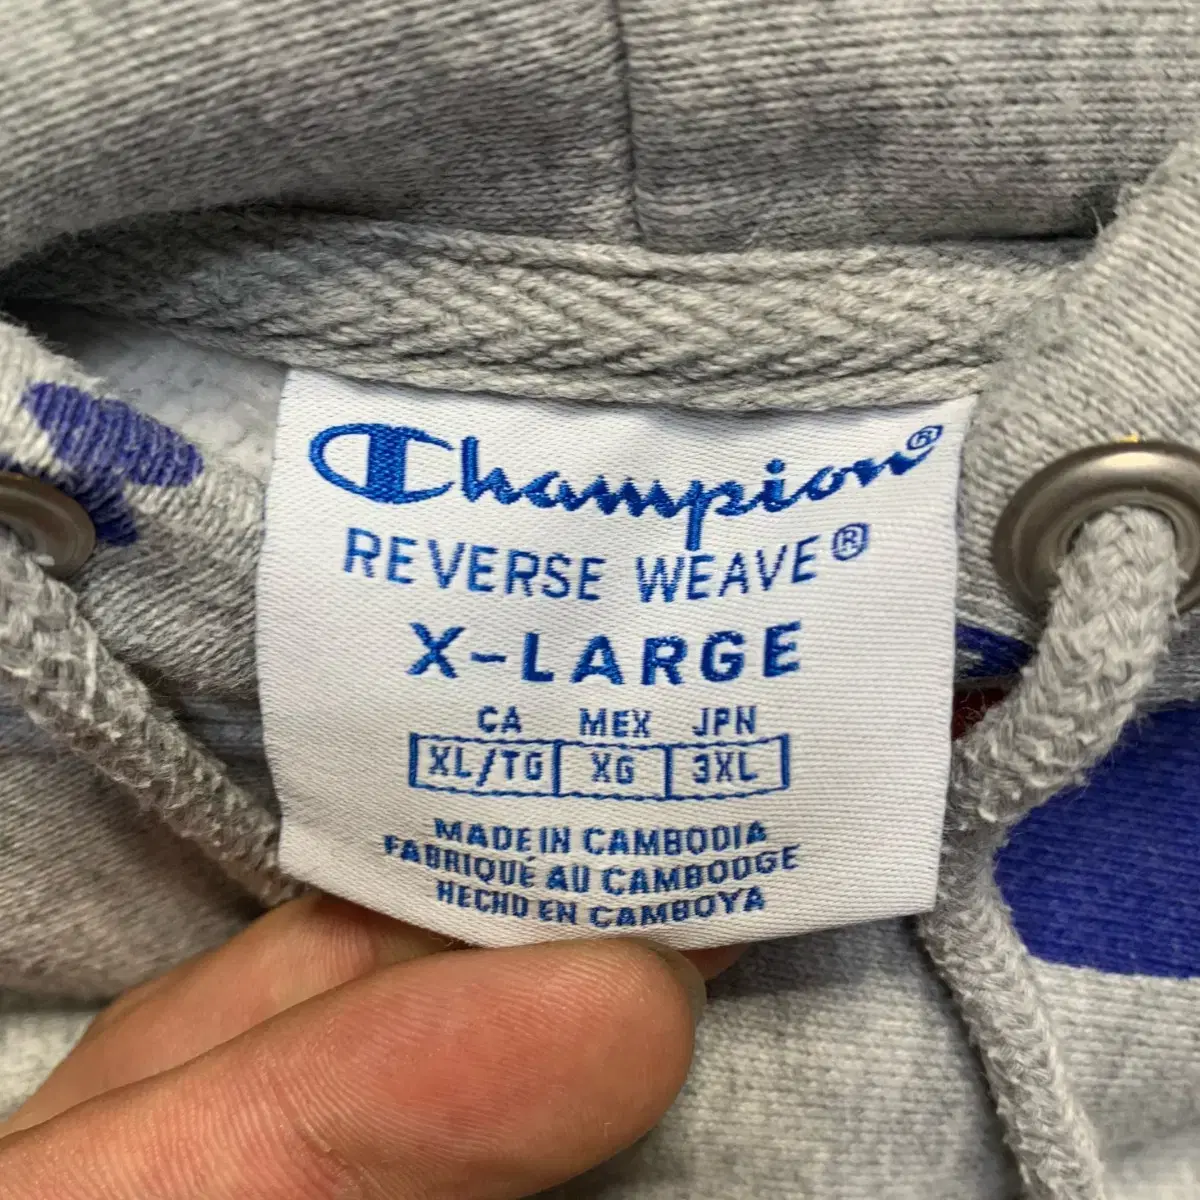 Champion®
REVERSE WEAVE®
X-LARGE
CA MEX JPN
XL/TG XG 3XL
MADE IN CAMBODIA
FABRIQUÉ AU CAMBODGE
HECHO EN CAMBOYA